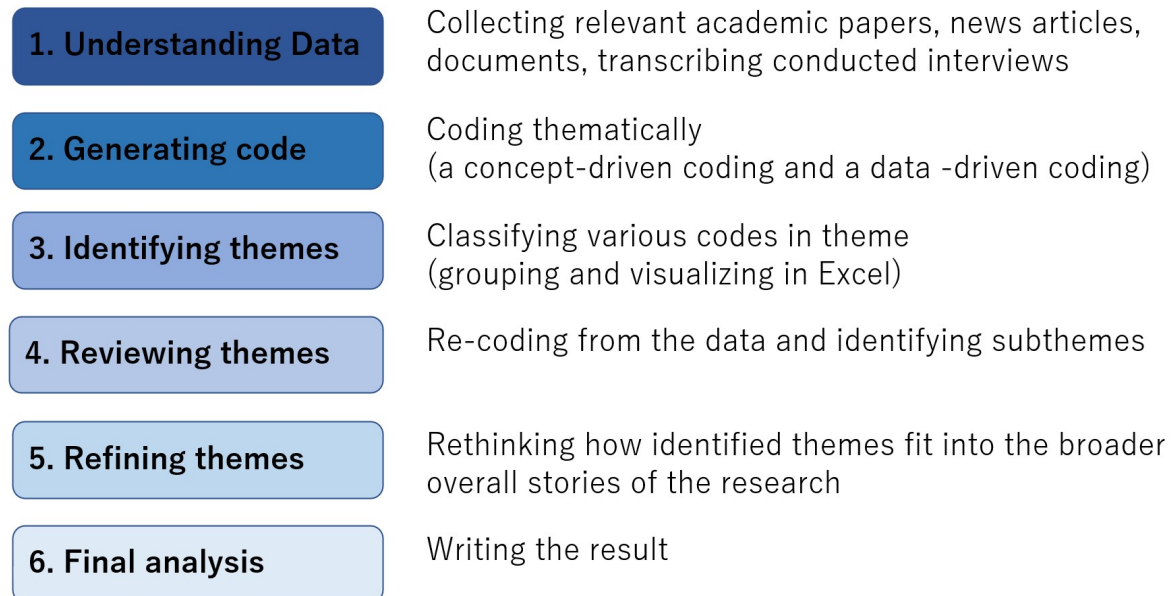 1. Understanding Data
Collecting relevant academic papers, news articles,
documents, transcribing conducted interviews
2. Generating code
Coding thematically
(a concept-driven coding and a data -driven coding)
3. Identifying themes
Classifying various codes in theme
(grouping and visualizing in Excel)
4. Reviewing themes
Re-coding from the data and identifying subthemes
5. Refining themes
Rethinking how identified themes fit into the broader
overall stories of the research
6. Final analysis
Writing the result